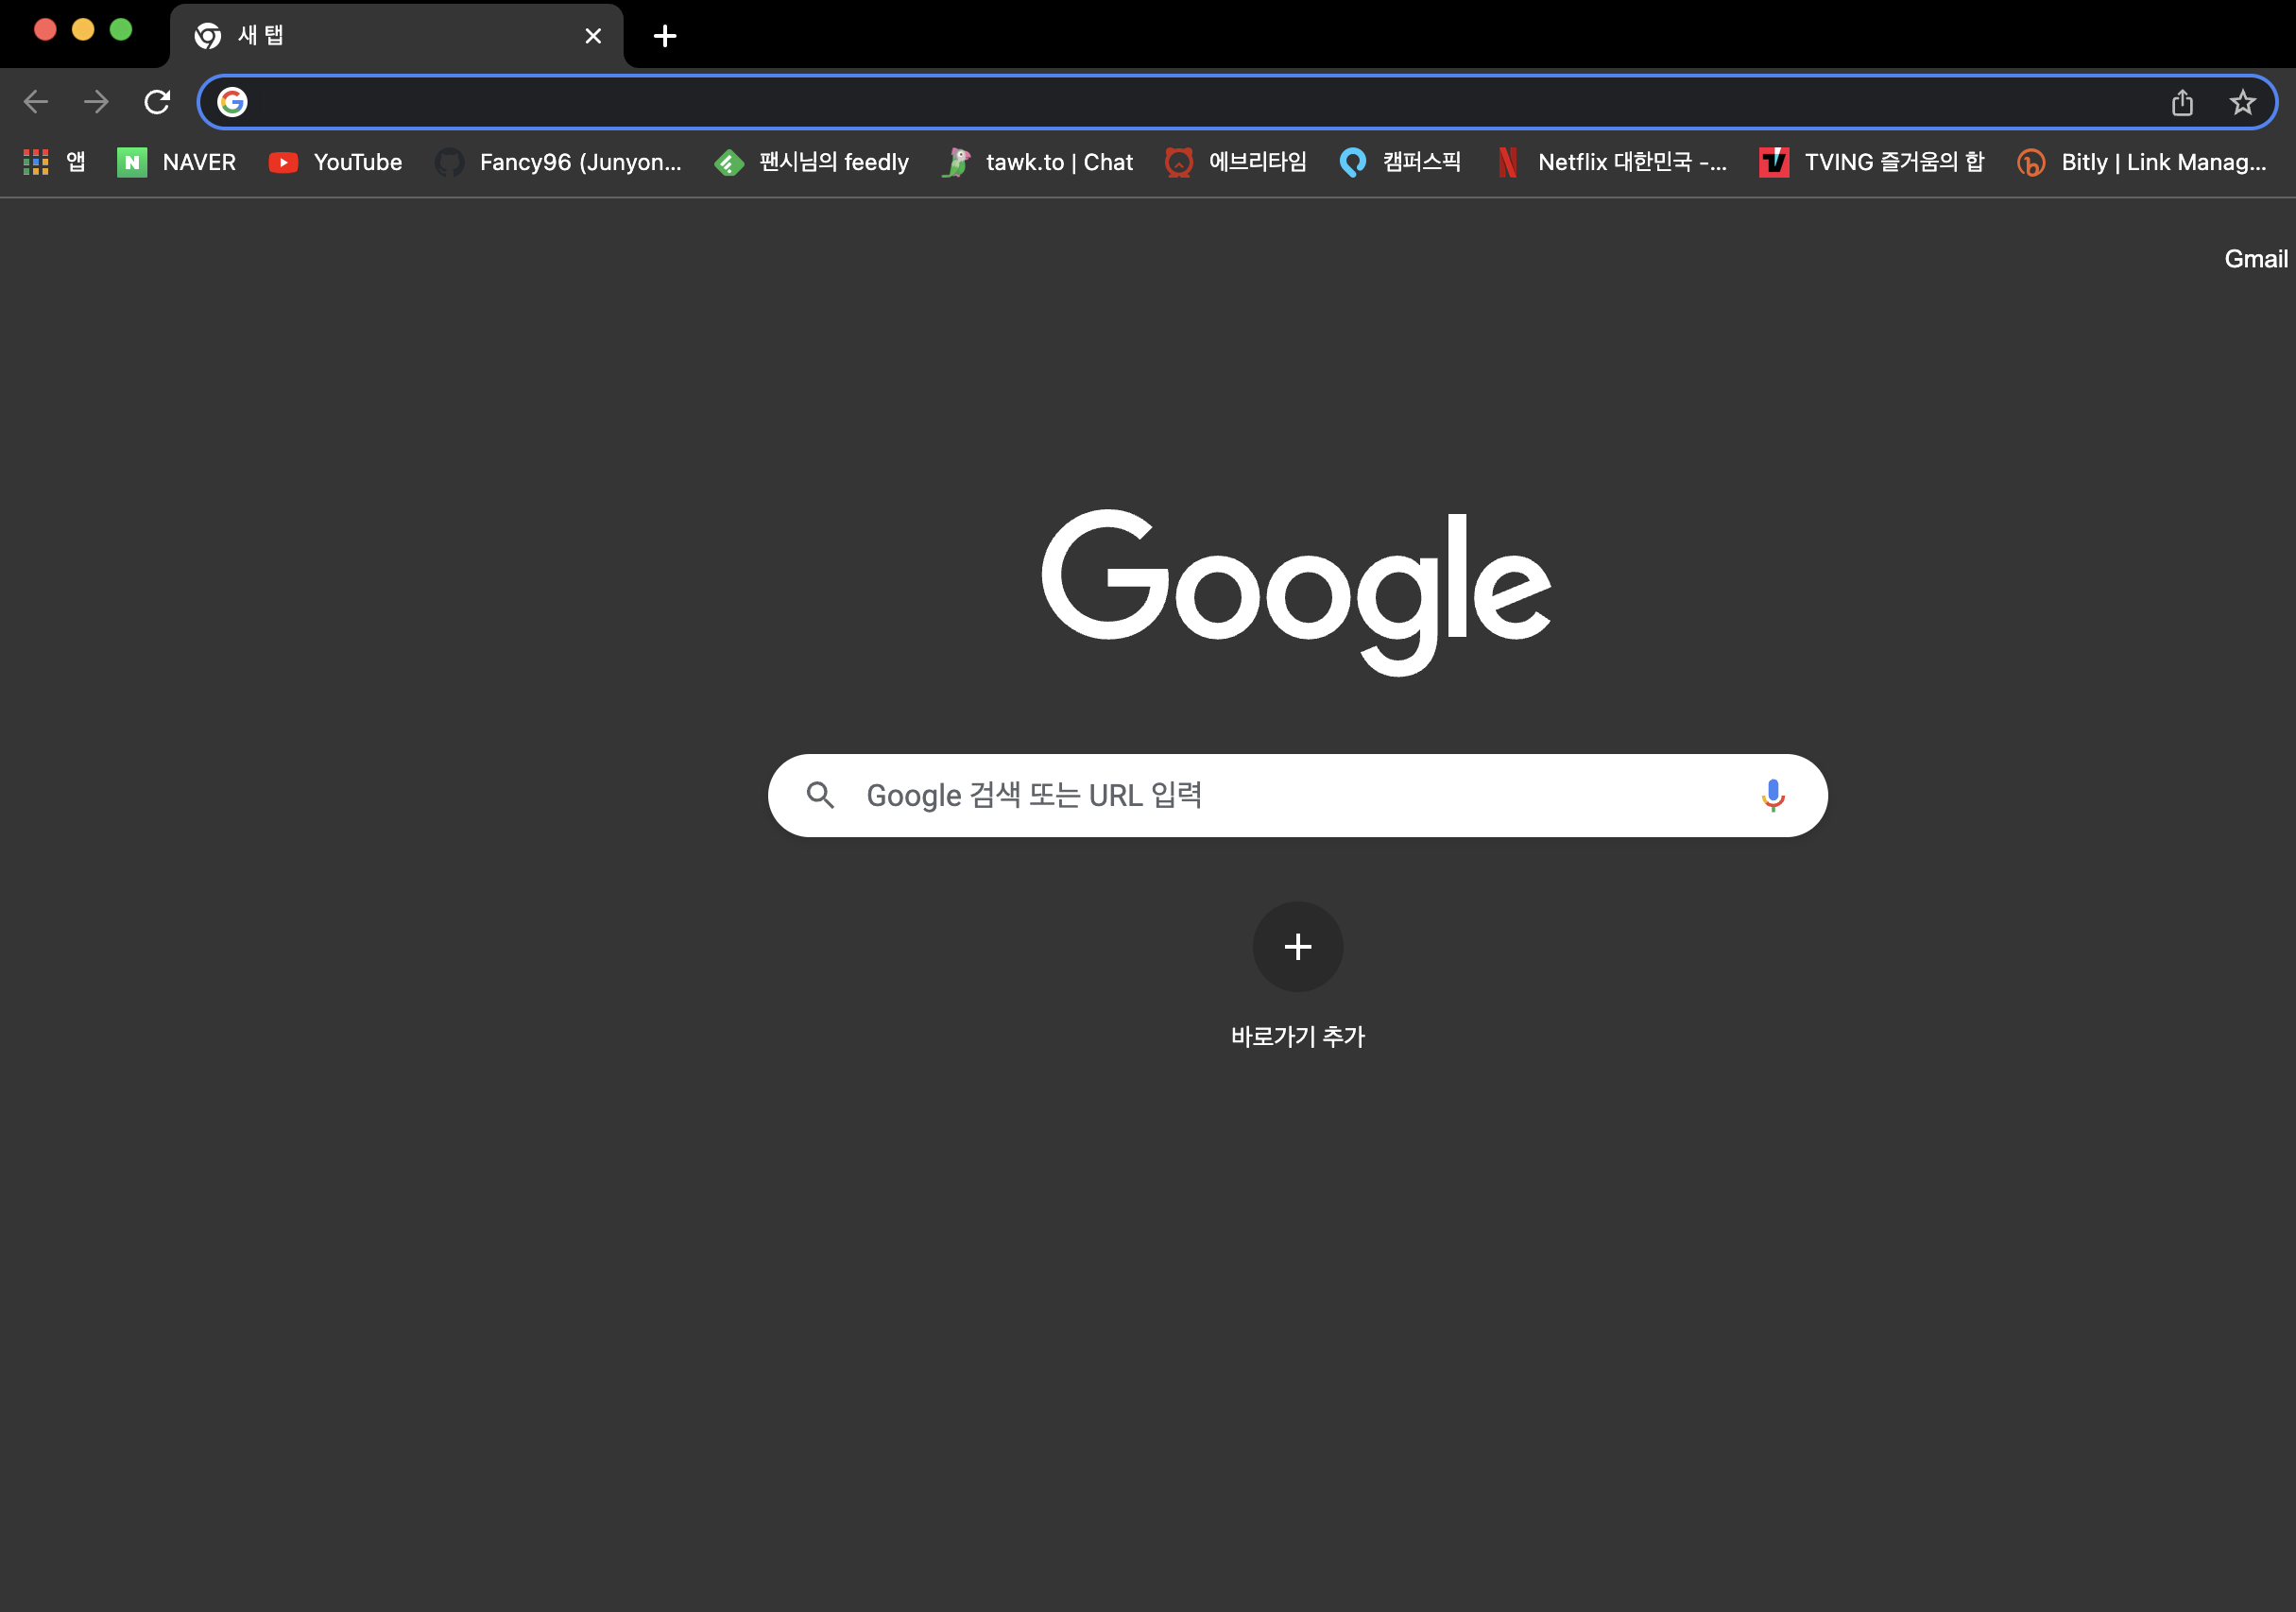 새 탭
앱 NAVER YouTube Fancy96 (Junyon... 팬시님의 feedly tawk.to | Chat 에브리타임 캠퍼스픽 Netflix 대한민국 -... TVING 즐거움의 합 Bitly | Link Manag...
Gmail
Google
Google 검색 또는 URL 입력
바로가기 추가